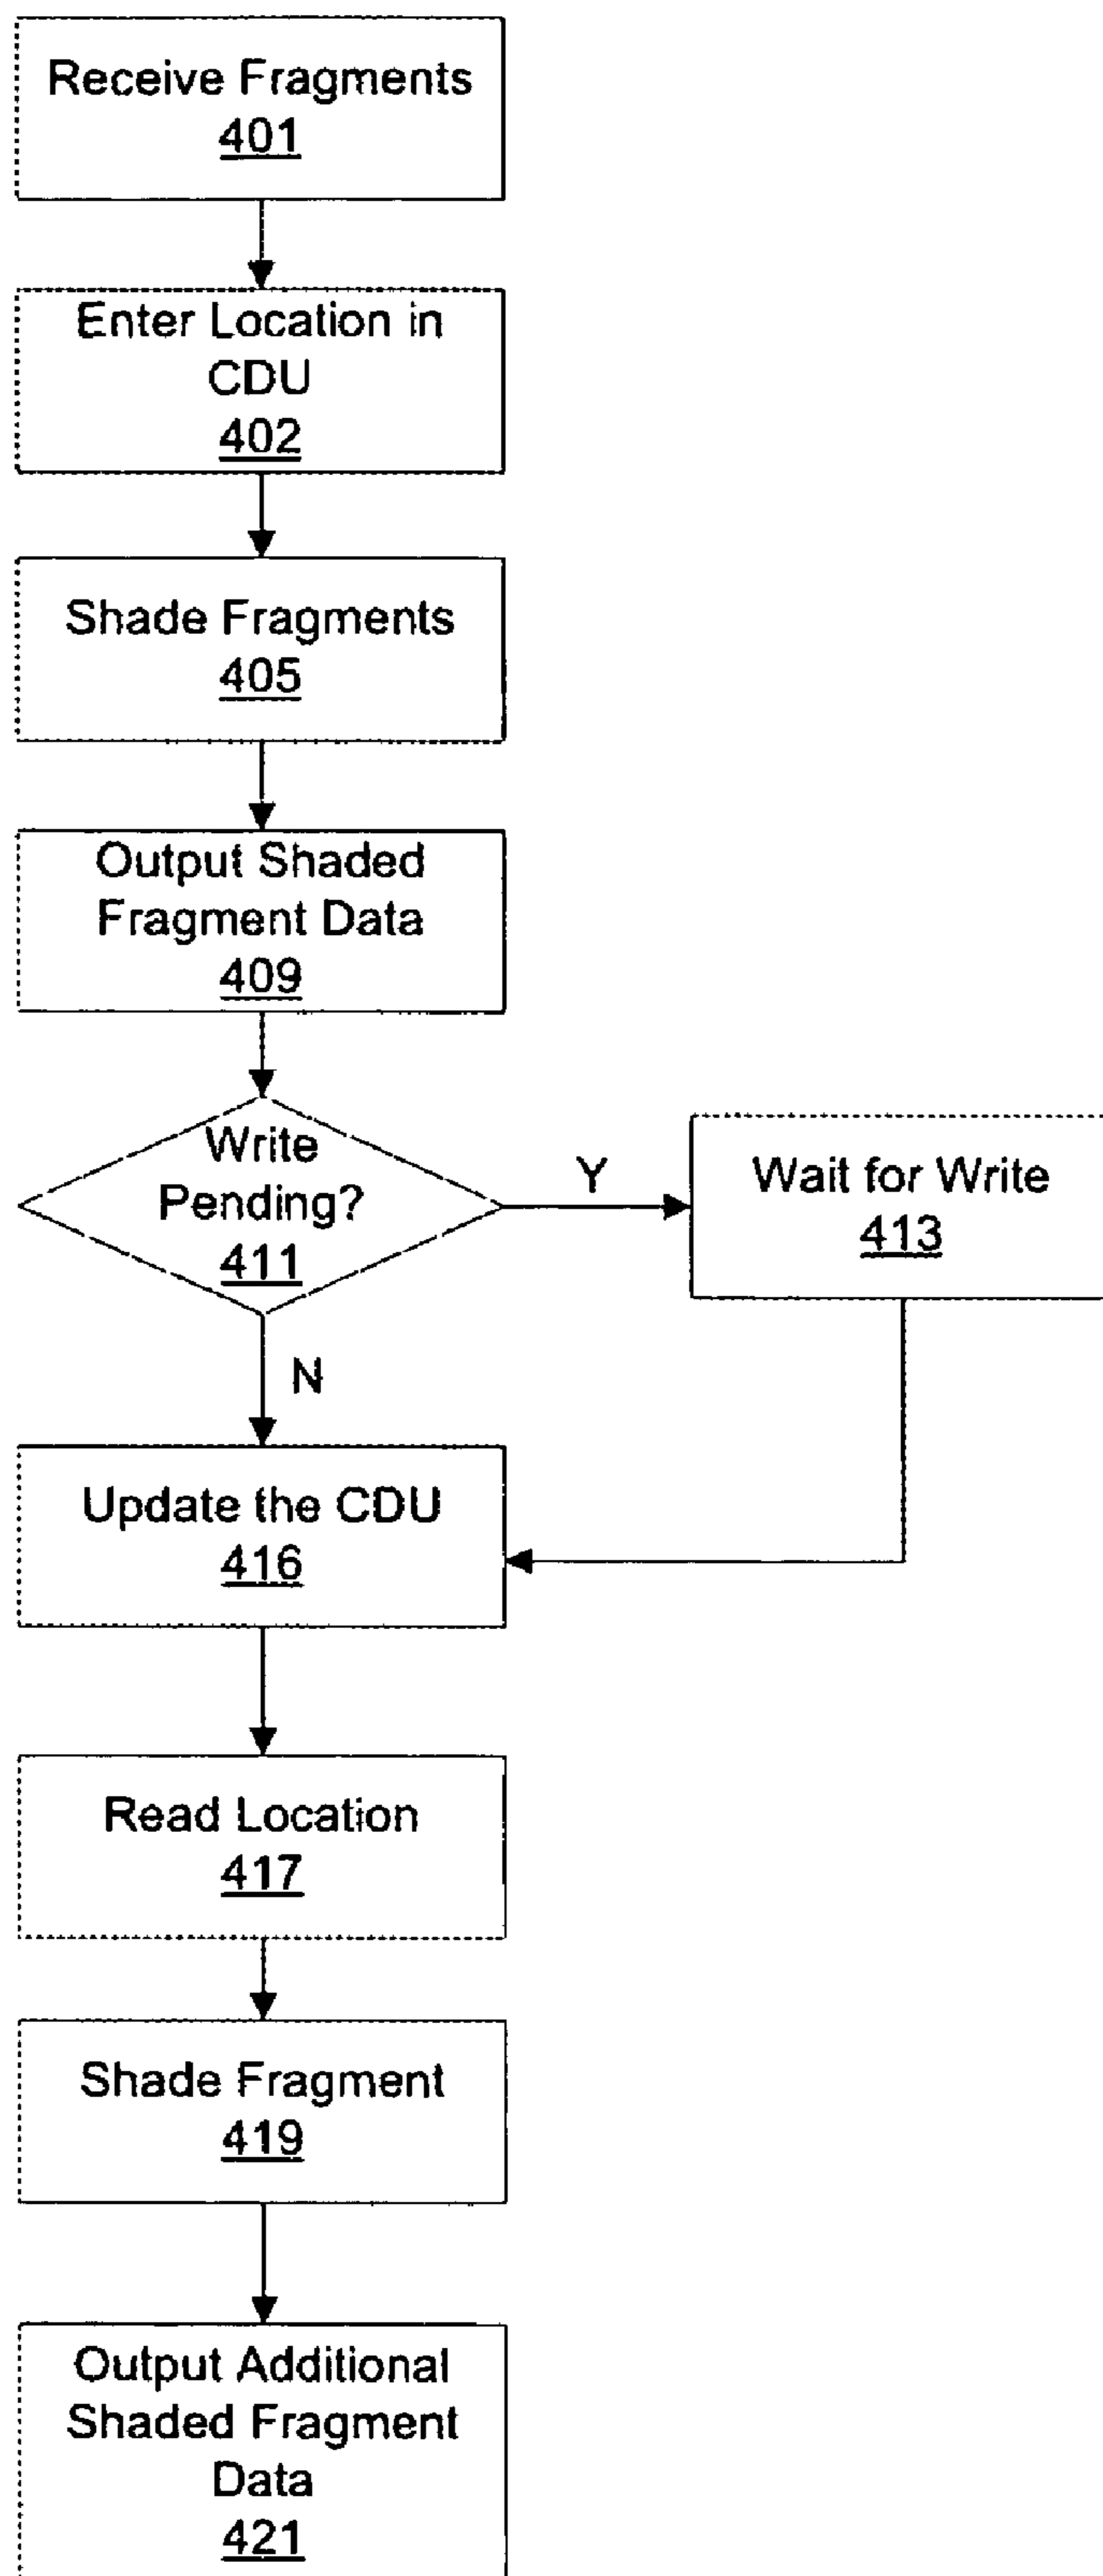 Receive Fragments
401
Enter Location in
CDU
402
Shade Fragments
405
Output Shaded
Fragment Data
409
Write
Pending?
411
Y
Wait for Write
413
N
Update the CDU
416
Read Location
417
Shade Fragment
419
Output Additional
Shaded Fragment
Data
421